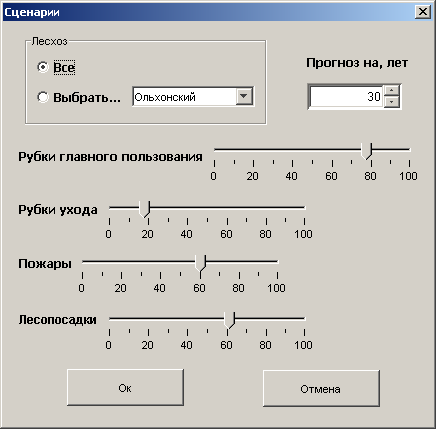 Сценарии
Лесхоз
Все
Выбрать...
Ольхонский
Прогноз на, лет
30
Рубки главного пользования
0 20 40 60 80 100
Рубки ухода
0 20 40 60 80 100
Пожары
0 20 40 60 80 100
Лесопосадки
0 20 40 60 80 100
Ок
Отмена